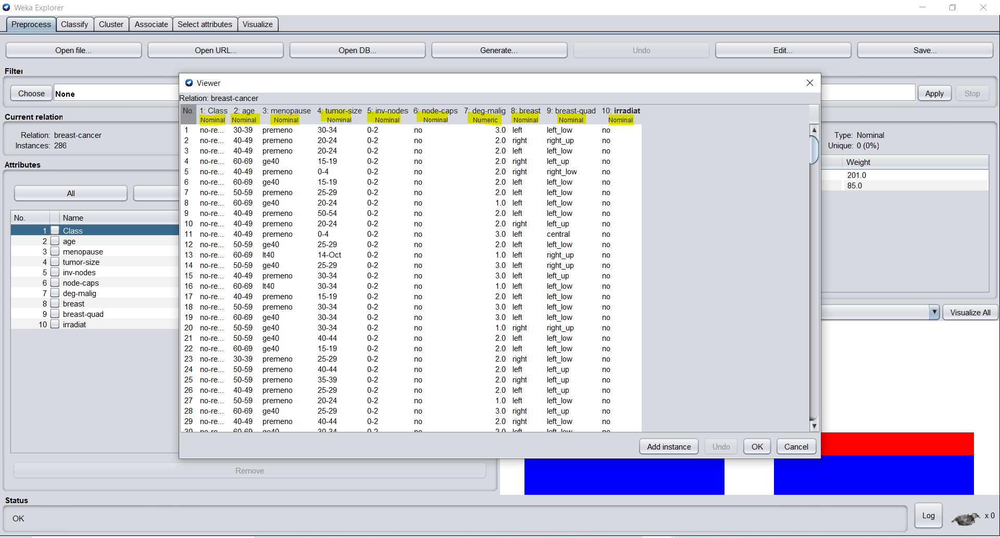 Weka Explorer
Preprocess Classify Cluster Associate Select attributes Visualize
Open file... Open URL... Open DB... Generate... Undo Edit... Save...
Filter
Choose None Apply Stop
Current relation
Relation: breast-cancer
Instances: 286
Attributes
All
No. Name
1 Class
2 age
3 menopause
4 tumor-size
5 inv-nodes
6 node-caps
7 deg-malig
8 breast
9 breast-quad
10 irradiat
Remove
Viewer
Relation: breast-cancer
No. 1: Class 2: age 3: menopause 4: tumor-size 5: inv-nodes 6: node-caps 7: deg-malig 8: breast 9: breast-quad 10: irradiat
Nominal Nominal Nominal Nominal Nominal Nominal Numeric Nominal Nominal Nominal
1 no-re... 30-39 premeno 30-34 0-2 no 3.0 left left_low no
2 no-re... 40-49 premeno 20-24 0-2 no 2.0 right right_up no
3 no-re... 40-49 premeno 20-24 0-2 no 2.0 left left_low no
4 no-re... 60-69 ge40 15-19 0-2 no 2.0 right left_up no
5 no-re... 40-49 premeno 0-4 0-2 no 2.0 right right_low no
6 no-re... 60-69 ge40 15-19 0-2 no 2.0 left left_low no
7 no-re... 50-59 premeno 25-29 0-2 no 2.0 left left_low no
8 no-re... 60-69 ge40 20-24 0-2 no 1.0 left left_low no
9 no-re... 40-49 premeno 50-54 0-2 no 2.0 left left_low no
10 no-re... 40-49 premeno 20-24 0-2 no 2.0 right left_up no
11 no-re... 40-49 premeno 0-4 0-2 no 3.0 left central no
12 no-re... 50-59 ge40 25-29 0-2 no 2.0 left left_low no
13 no-re... 60-69 lt40 14-Oct 0-2 no 1.0 left right_up no
14 no-re... 50-59 ge40 25-29 0-2 no 3.0 left right_up no
15 no-re... 40-49 premeno 30-34 0-2 no 3.0 left left_up no
16 no-re... 60-69 lt40 30-34 0-2 no 1.0 left left_low no
17 no-re... 40-49 premeno 15-19 0-2 no 2.0 left left_low no
18 no-re... 50-59 premeno 30-34 0-2 no 3.0 left left_low no
19 no-re... 60-69 ge40 30-34 0-2 no 3.0 left left_low no
20 no-re... 50-59 ge40 30-34 0-2 no 1.0 right right_up no
21 no-re... 50-59 ge40 40-44 0-2 no 2.0 left left_low no
22 no-re... 60-69 ge40 15-19 0-2 no 2.0 left left_low no
23 no-re... 30-39 premeno 25-29 0-2 no 2.0 right left_low no
24 no-re... 50-59 premeno 40-44 0-2 no 2.0 left left_up no
25 no-re... 50-59 premeno 35-39 0-2 no 2.0 right left_up no
26 no-re... 40-49 premeno 25-29 0-2 no 2.0 left left_up no
27 no-re... 50-59 premeno 20-24 0-2 no 1.0 left left_low no
28 no-re... 60-69 ge40 25-29 0-2 no 3.0 right left_up no
29 no-re... 40-49 premeno 40-44 0-2 no 2.0 right left_low no
30 no-re... 60-69 ge40 30-34 0-2 no 2.0 left left_low no
Add instance Undo OK Cancel
Type: Nominal
Unique: 0 (0%)
Weight
201.0
85.0
Visualize All
Status
OK
Log x 0